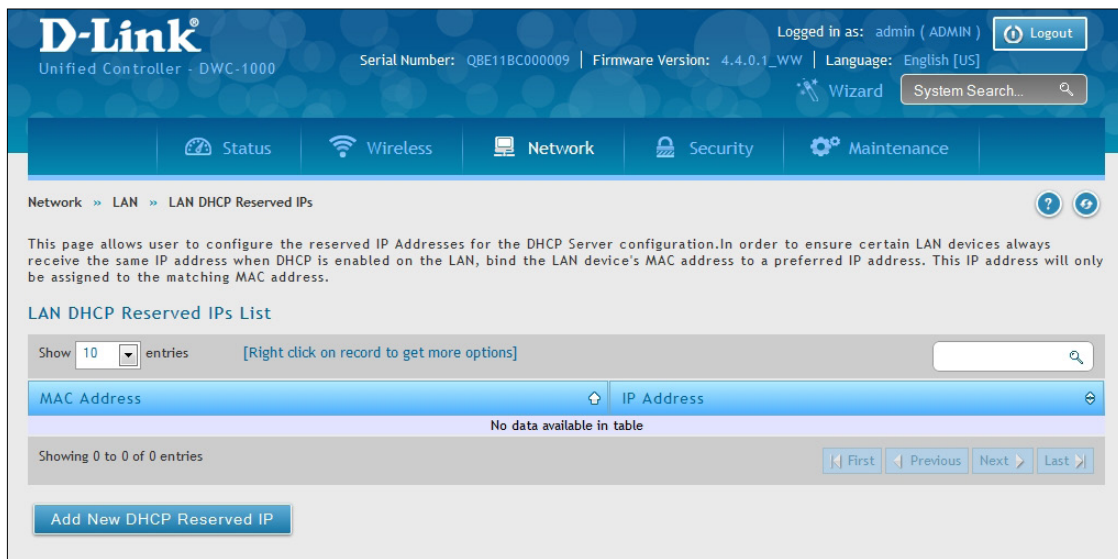 D-Link®
Unified Controller - DWC-1000
Logged in as: admin ( ADMIN )
Logout
Serial Number: QBE11BC000009 | Firmware Version: 4.4.0.1_WW | Language: English [US]
Wizard
System Search...
Status
Wireless
Network
Security
Maintenance
Network » LAN » LAN DHCP Reserved IPs
?
This page allows user to configure the reserved IP Addresses for the DHCP Server configuration.In order to ensure certain LAN devices always
receive the same IP address when DHCP is enabled on the LAN, bind the LAN device's MAC address to a preferred IP address. This IP address will only
be assigned to the matching MAC address.
LAN DHCP Reserved IPs List
Show 10 entries
[Right click on record to get more options]
MAC Address
IP Address
No data available in table
Showing 0 to 0 of 0 entries
First
Previous
Next
Last
Add New DHCP Reserved IP